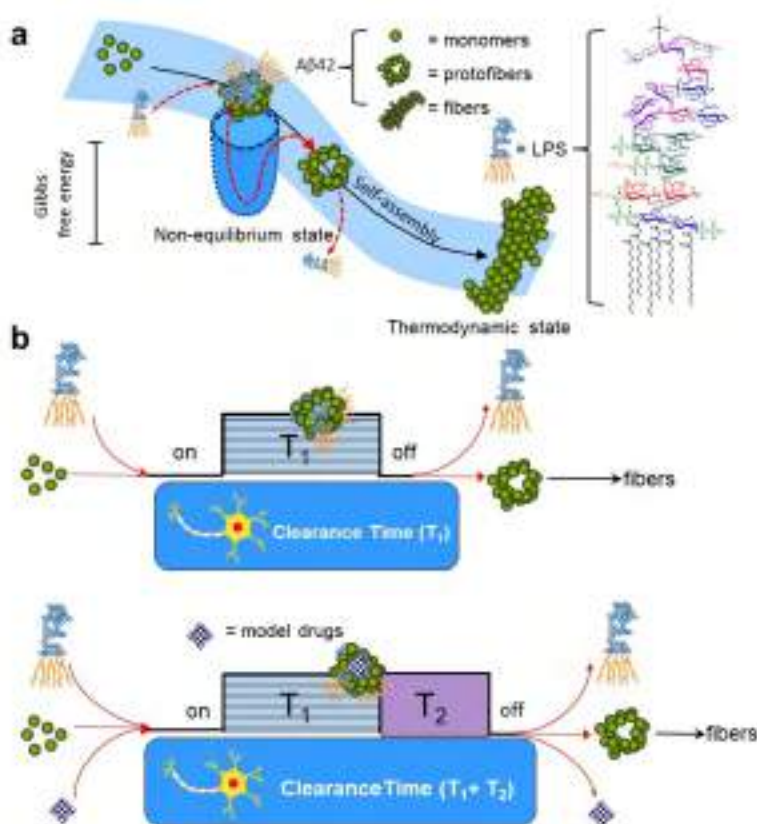 a
Aβ42
= monomers
= protofibers
= fibers
= LPS
Gibbs
free energy
Non-equilibrium state
Self-assembly
Thermodynamic state
b
on
T₁
off
fibers
Clearance Time (T₁)
= model drugs
on
T₁
T₂
off
fibers
ClearanceTime (T₁+ T₂)